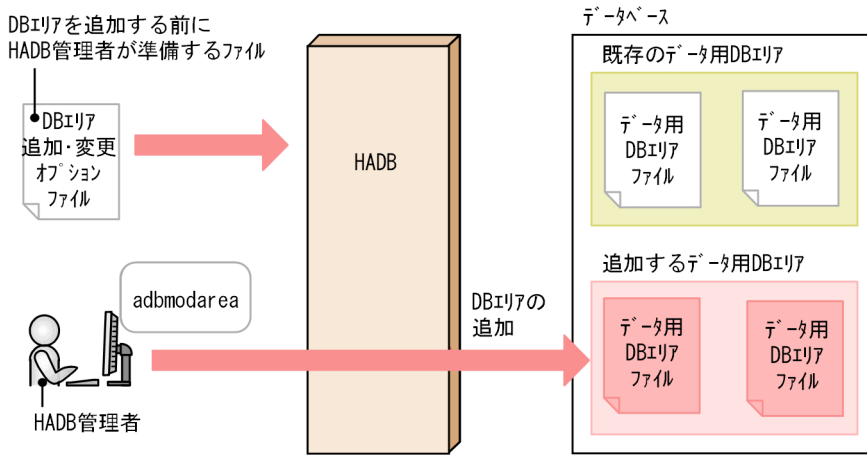 DBｴﾘｱを追加する前に
HADB管理者が準備するﾌｧｲﾙ
DBｴﾘｱ
追加･変更
ｵﾌﾟｼｮﾝ
ﾌｧｲﾙ
HADB
ﾃﾞｰﾀﾍﾞｰｽ
既存のﾃﾞｰﾀ用DBｴﾘｱ
ﾃﾞｰﾀ用
DBｴﾘｱ
ﾌｧｲﾙ
ﾃﾞｰﾀ用
DBｴﾘｱ
ﾌｧｲﾙ
adbmodarea
HADB管理者
DBｴﾘｱの
追加
追加するﾃﾞｰﾀ用DBｴﾘｱ
ﾃﾞｰﾀ用
DBｴﾘｱ
ﾌｧｲﾙ
ﾃﾞｰﾀ用
DBｴﾘｱ
ﾌｧｲﾙ